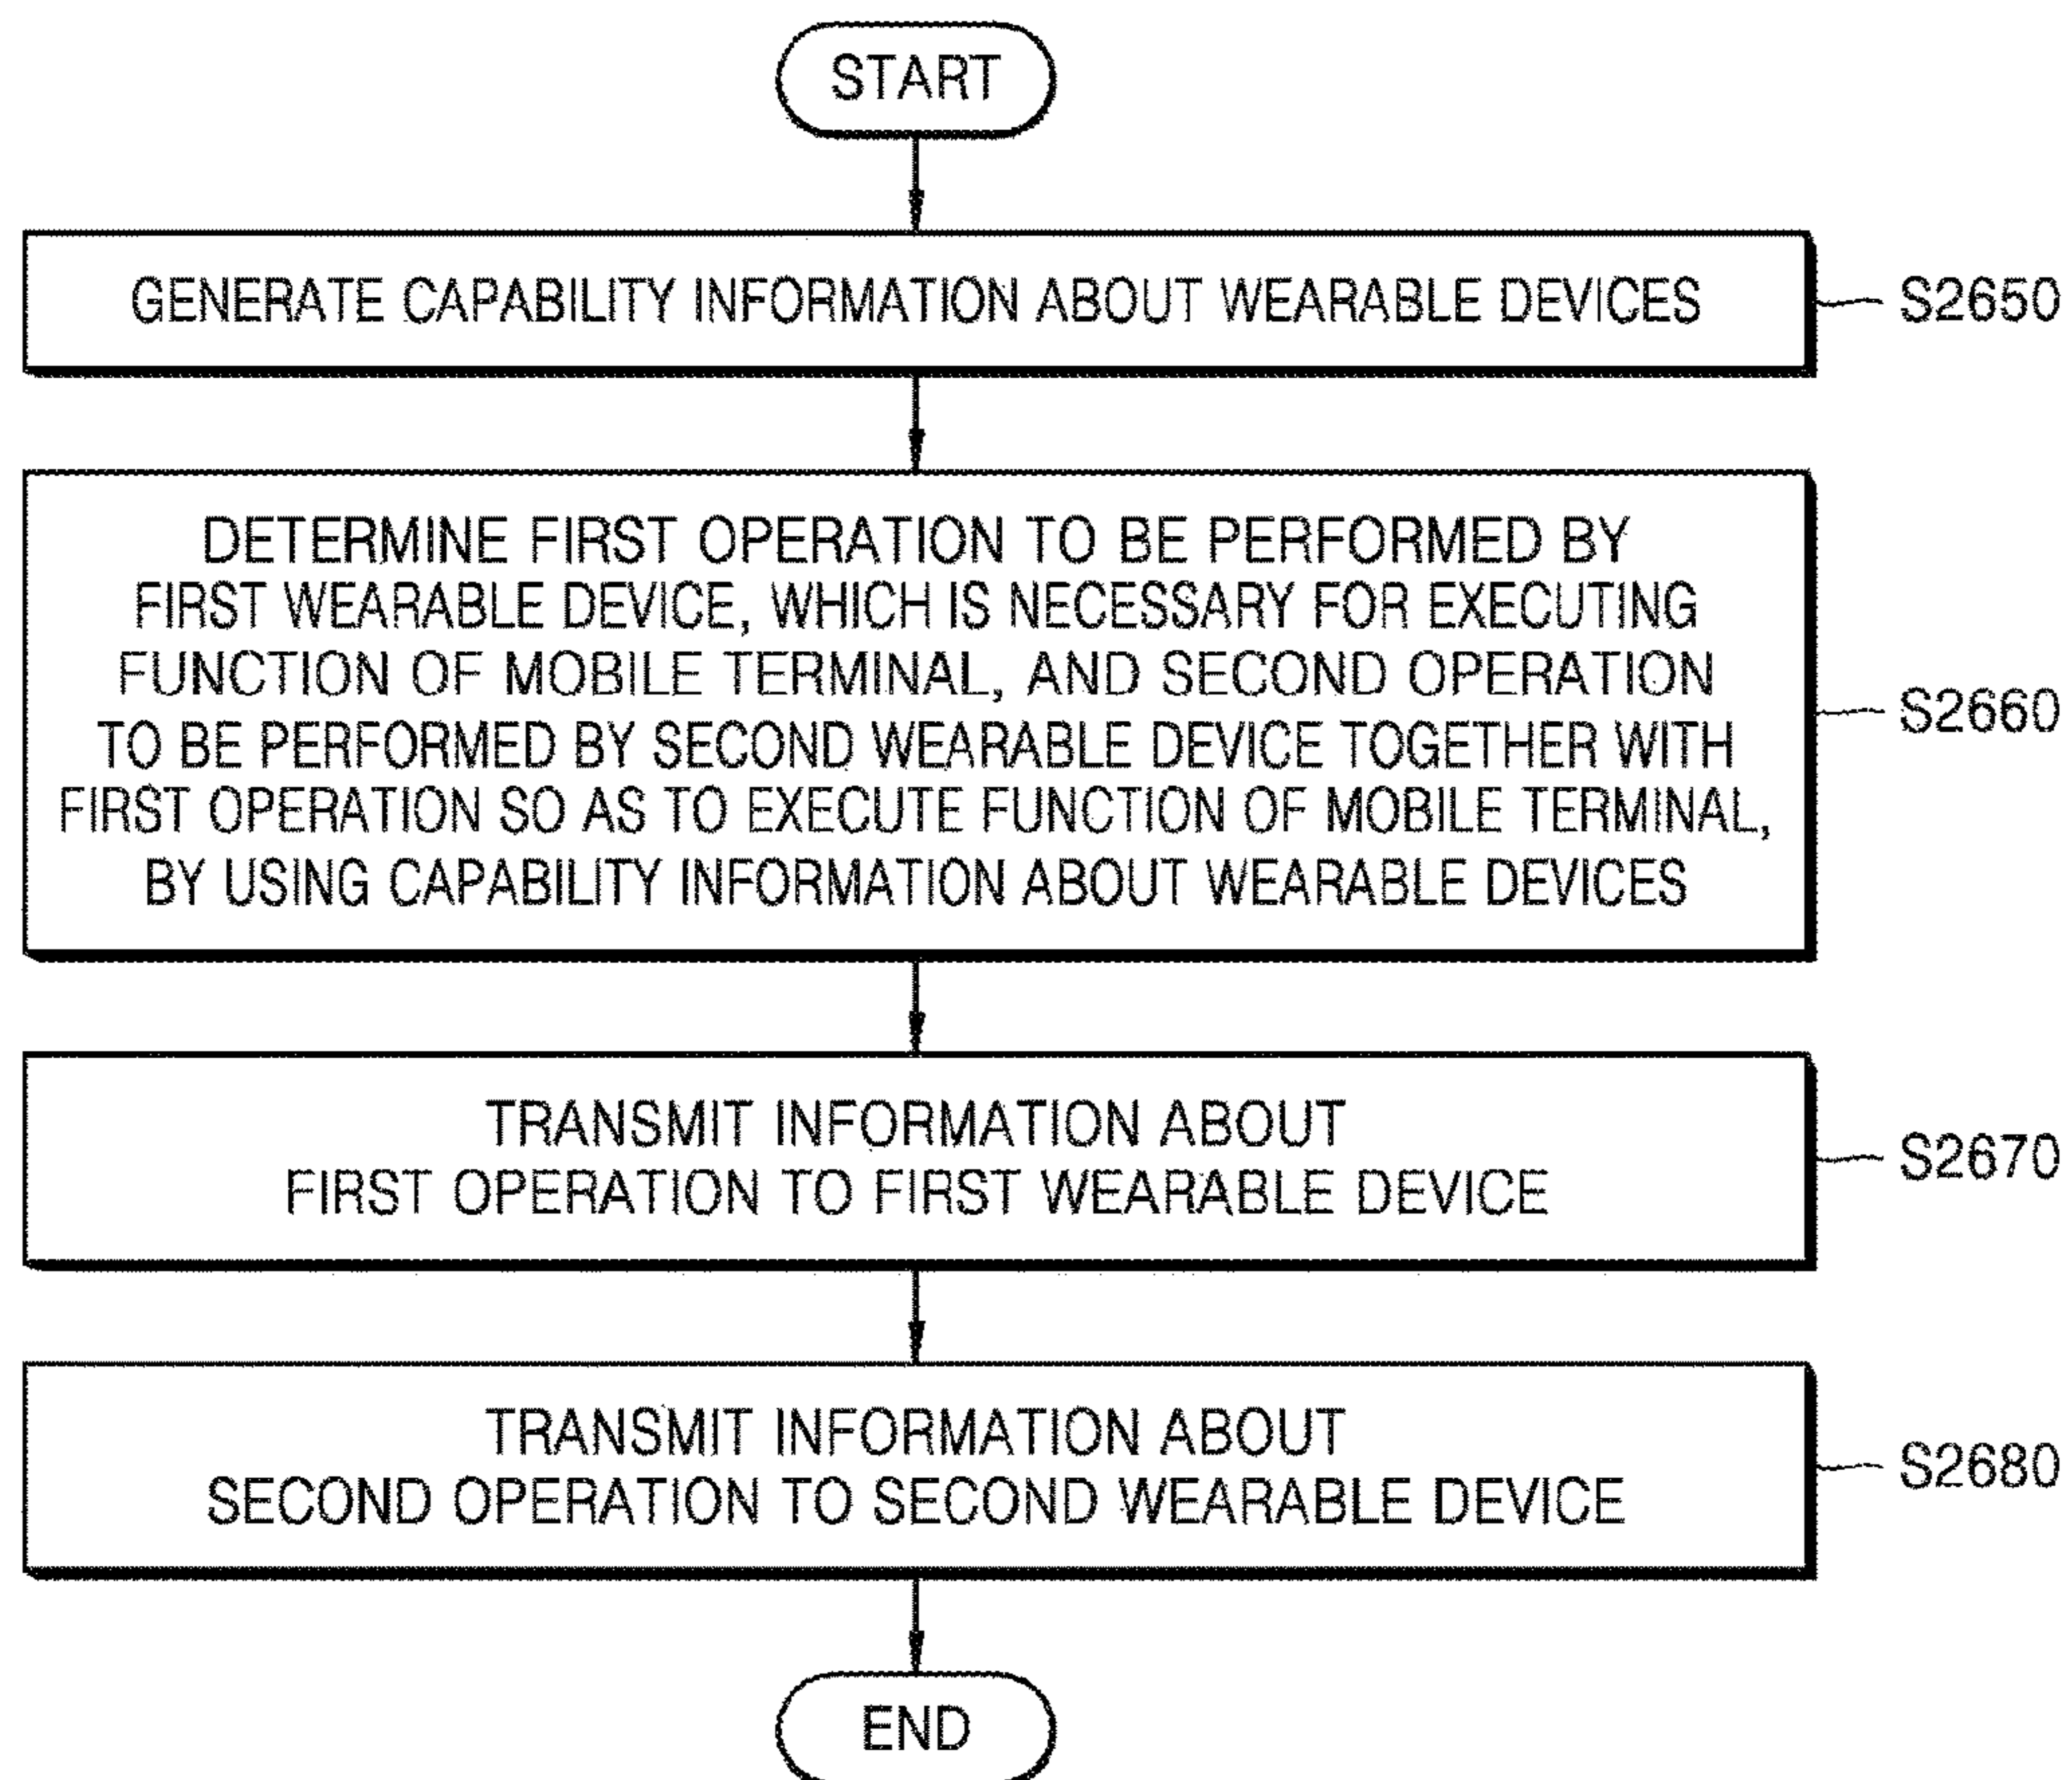 START
GENERATE CAPABILITY INFORMATION ABOUT WEARABLE DEVICES
S2650
DETERMINE FIRST OPERATION TO BE PERFORMED BY
FIRST WEARABLE DEVICE, WHICH IS NECESSARY FOR EXECUTING
FUNCTION OF MOBILE TERMINAL, AND SECOND OPERATION
TO BE PERFORMED BY SECOND WEARABLE DEVICE TOGETHER WITH
FIRST OPERATION SO AS TO EXECUTE FUNCTION OF MOBILE TERMINAL,
BY USING CAPABILITY INFORMATION ABOUT WEARABLE DEVICES
S2660
TRANSMIT INFORMATION ABOUT
FIRST OPERATION TO FIRST WEARABLE DEVICE
S2670
TRANSMIT INFORMATION ABOUT
SECOND OPERATION TO SECOND WEARABLE DEVICE
S2680
END